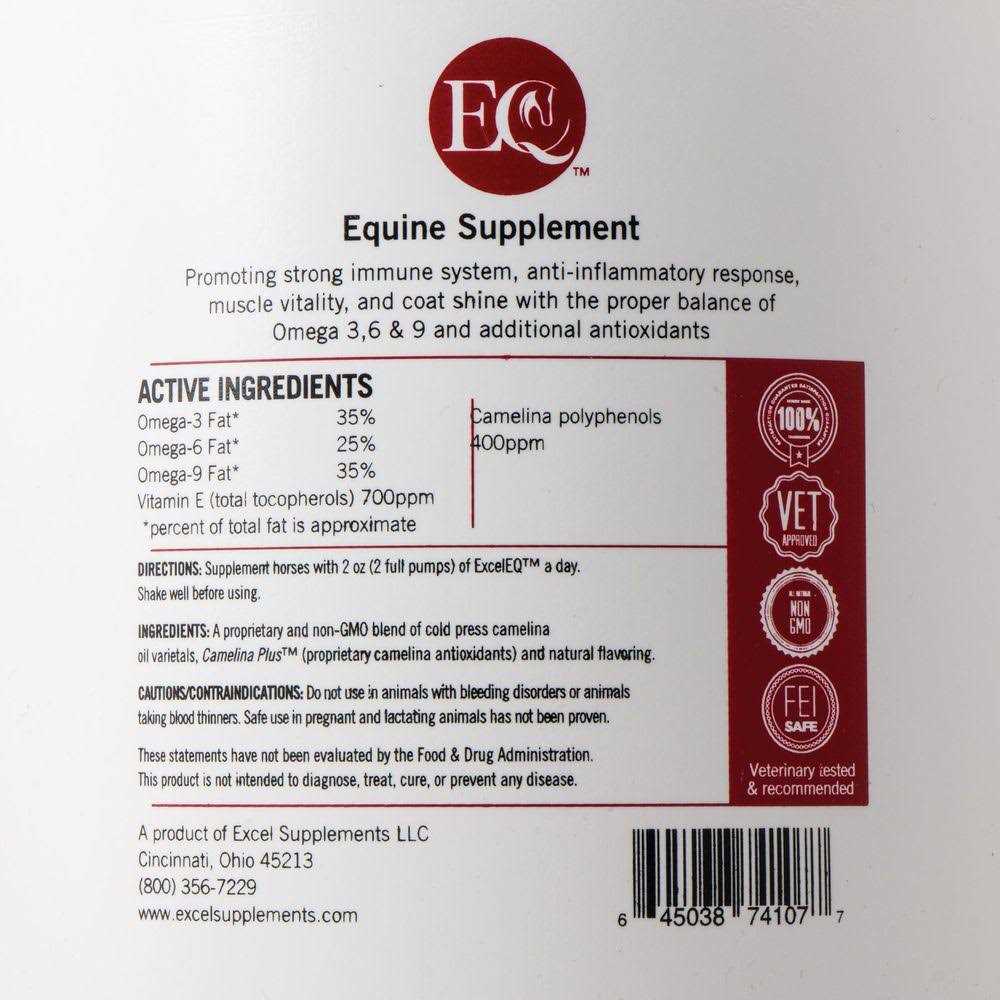 EQ
TM
Equine Supplement
Promoting strong immune system, anti-inflammatory response,
muscle vitality, and coat shine with the proper balance of
Omega 3,6 & 9 and additional antioxidants
ACTIVE INGREDIENTS
Omega-3 Fat* 35%
Omega-6 Fat* 25%
Omega-9 Fat* 35%
Vitamin E (total tocopherols) 700ppm
*percent of total fat is approximate
Camelina polyphenols
400ppm
DIRECTIONS: Supplement horses with 2 oz (2 full pumps) of ExcelEQ™ a day.
Shake well before using.
INGREDIENTS: A proprietary and non-GMO blend of cold press camelina
oil varietals, Camelina Plus™ (proprietary camelina antioxidants) and natural flavoring.
CAUTIONS/CONTRAINDICATIONS: Do not use in animals with bleeding disorders or animals
taking blood thinners. Safe use in pregnant and lactating animals has not been proven.
These statements have not been evaluated by the Food & Drug Administration.
This product is not intended to diagnose, treat, cure, or prevent any disease.
100%
VET
APPROVED
NON
GMO
FEI
SAFE
Veterinary tested
& recommended
A product of Excel Supplements LLC
Cincinnati, Ohio 45213
(800) 356-7229
www.excelsupplements.com
6 45038 74107 7